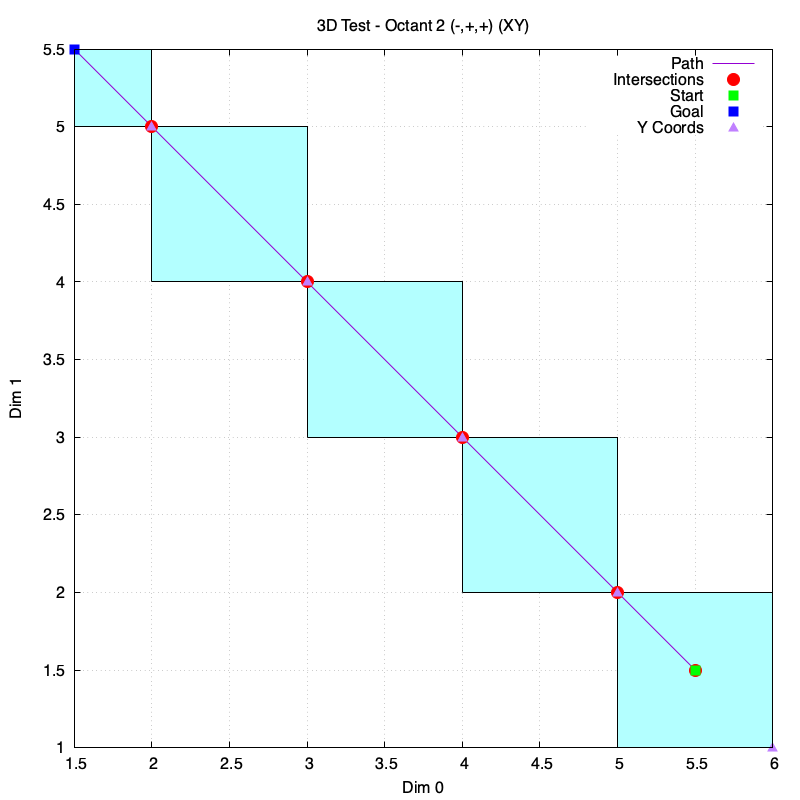 3D Test - Octant 2 (-,+,+) (XY)
Path
Intersections
Start
Goal
Y Coords
5.5
5
4.5
4
3.5
3
2.5
2
1.5
1
Dim 1
1.5 2 2.5 3 3.5 4 4.5 5 5.5 6
Dim 0